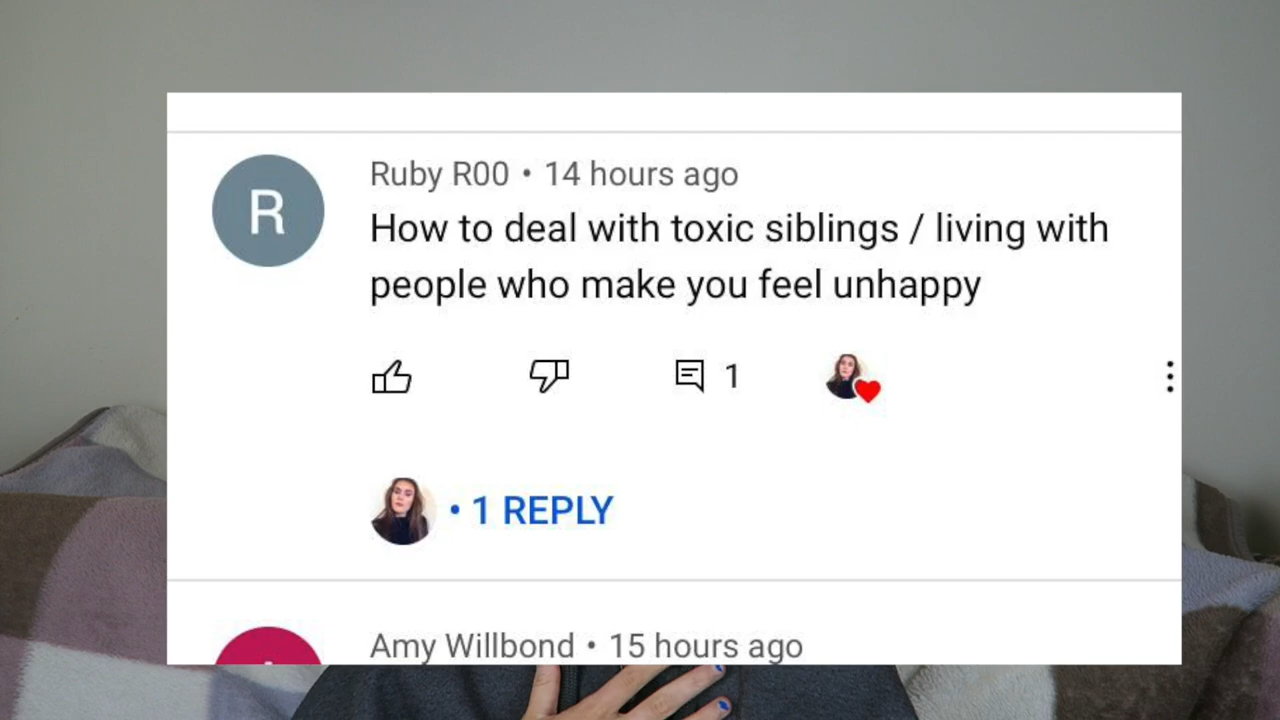 R
Ruby R00 • 14 hours ago
How to deal with toxic siblings / living with
people who make you feel unhappy
1
• 1 REPLY
Amy Willbond • 15 hours ago